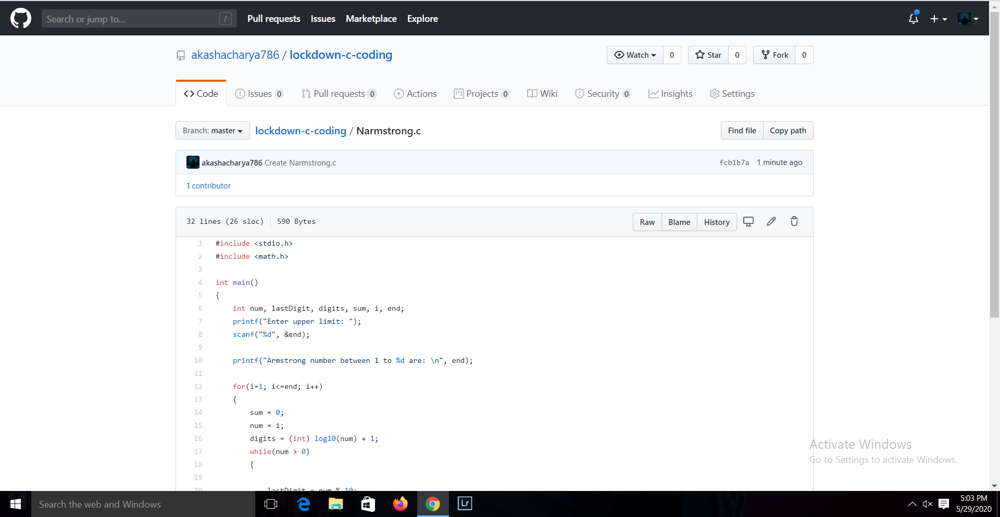 Search or jump to... /
Pull requests Issues Marketplace Explore
akashacharya786 / lockdown-c-coding
Watch 0 Star 0 Fork 0
Code Issues 0 Pull requests 0 Actions Projects 0 Wiki Security 0 Insights Settings
Branch: master lockdown-c-coding / Narmstrong.c Find file Copy path
akashacharya786 Create Narmstrong.c fcb1b7a 1 minute ago
1 contributor
32 lines (26 sloc) 590 Bytes Raw Blame History
1 #include <stdio.h>
2 #include <math.h>
3
4 int main()
5 {
6 int num, lastDigit, digits, sum, i, end;
7 printf("Enter upper limit: ");
8 scanf("%d", &end);
9
10 printf("Armstrong number between 1 to %d are: \n", end);
11
12 for(i=1; i<=end; i++)
13 {
14 sum = 0;
15 num = i;
16 digits = (int) log10(num) + 1;
17 while(num > 0)
18 {
19
20 lastDigit = num % 10;
Activate Windows
Go to Settings to activate Windows.
Search the web and Windows
Lr
5:03 PM
5/29/2020